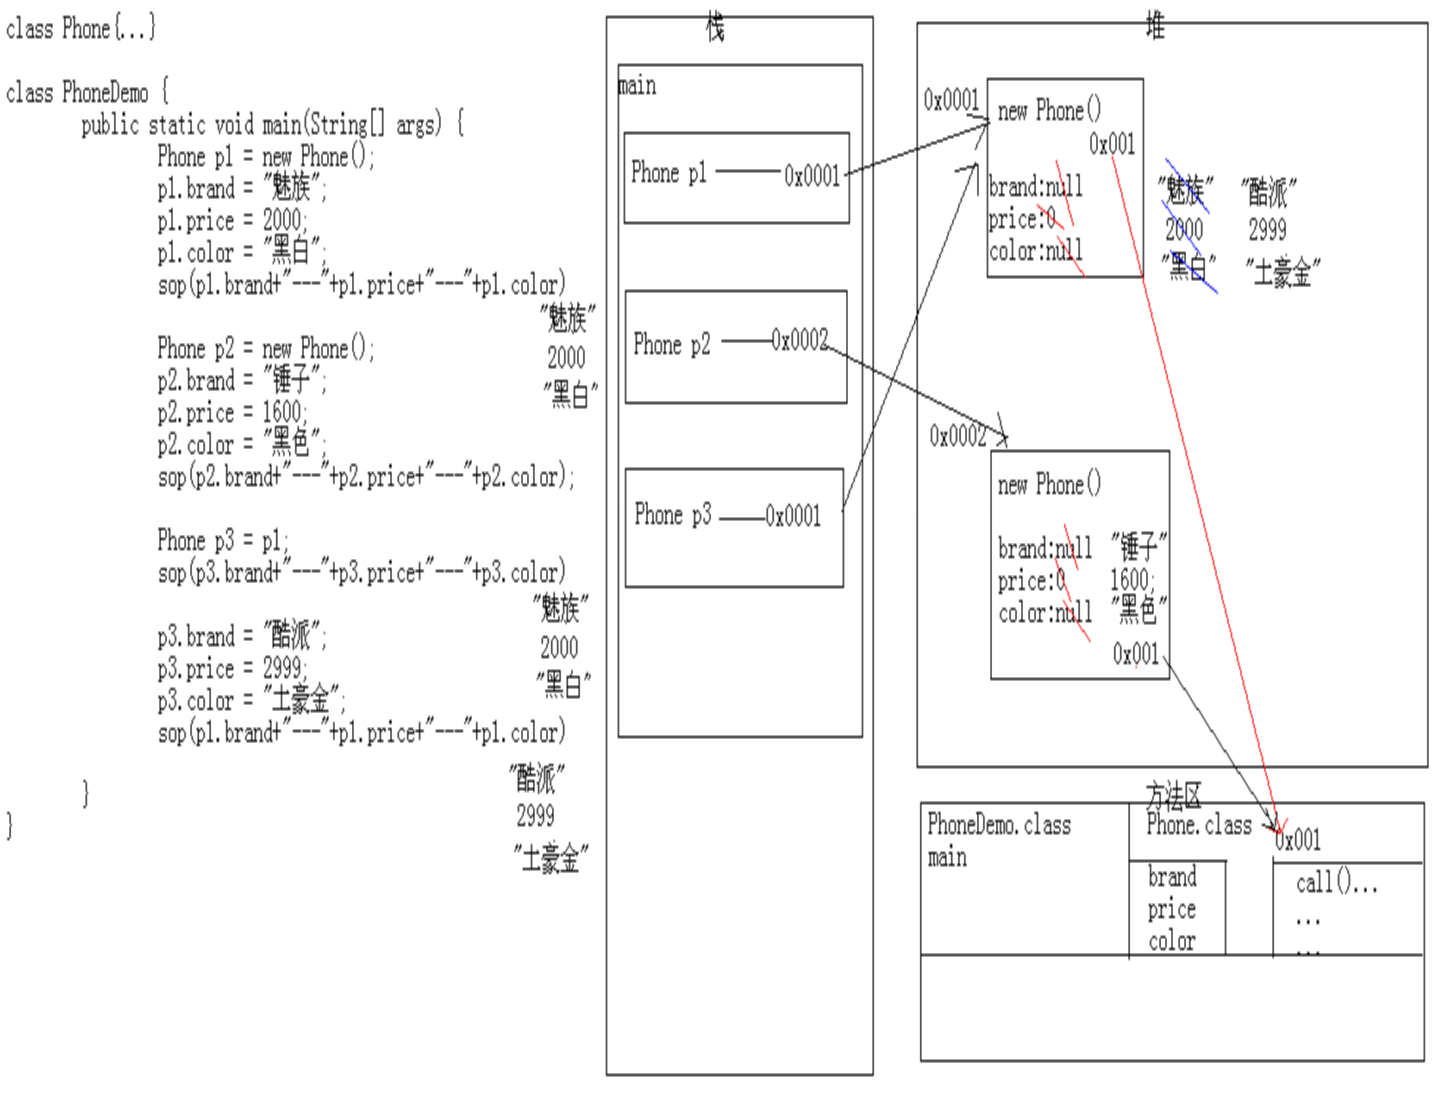 class Phone{...}
class PhoneDemo {
public static void main(String[] args) {
Phone p1 = new Phone();
p1.brand = "魅族";
p1.price = 2000;
p1.color = "黑白";
sop(p1.brand+"---"+p1.price+"---"+p1.color)
"魅族"
2000
"黑白"
Phone p2 = new Phone();
p2.brand = "锤子";
p2.price = 1600;
p2.color = "黑色";
sop(p2.brand+"---"+p2.price+"---"+p2.color);
Phone p3 = p1;
sop(p3.brand+"---"+p3.price+"---"+p3.color)
"魅族"
2000
"黑白"
p3.brand = "酷派";
p3.price = 2999;
p3.color = "土豪金";
sop(p1.brand+"---"+p1.price+"---"+p1.color)
"酷派"
2999
"土豪金"
}
}
栈
main
Phone p1 0x0001
Phone p2 0x0002
Phone p3 0x0001
堆
0x0001
new Phone()
0x001
brand:null "魅族" "酷派"
price:0 2000 2999
color:null "黑白" "土豪金"
0x0002
new Phone()
brand:null "锤子"
price:0 1600;
color:null "黑色"
0x001
方法区
PhoneDemo.class
main
Phone.class
0x001
brand
price
color
call()...
...
...